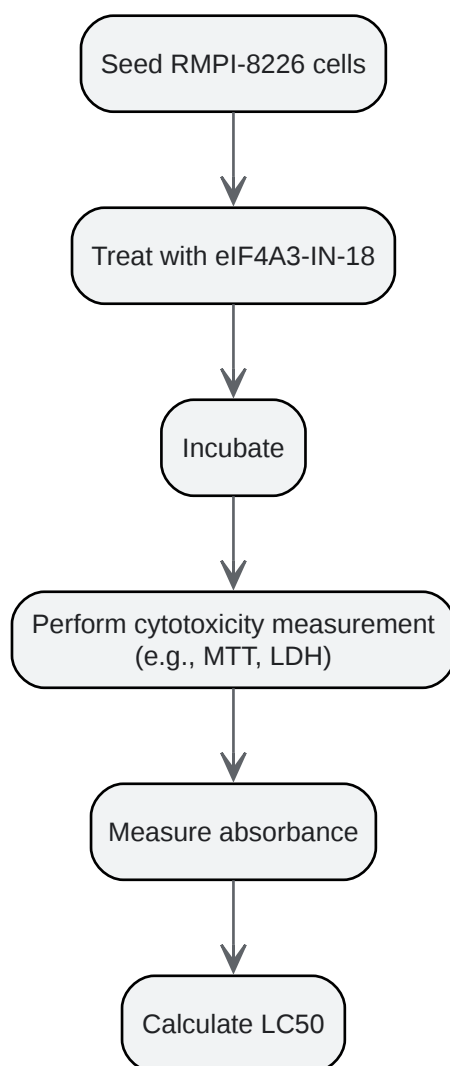 Seed RMPI-8226 cells
Treat with eIF4A3-IN-18
Incubate
Perform cytotoxicity measurement
(e.g., MTT, LDH)
Measure absorbance
Calculate LC50